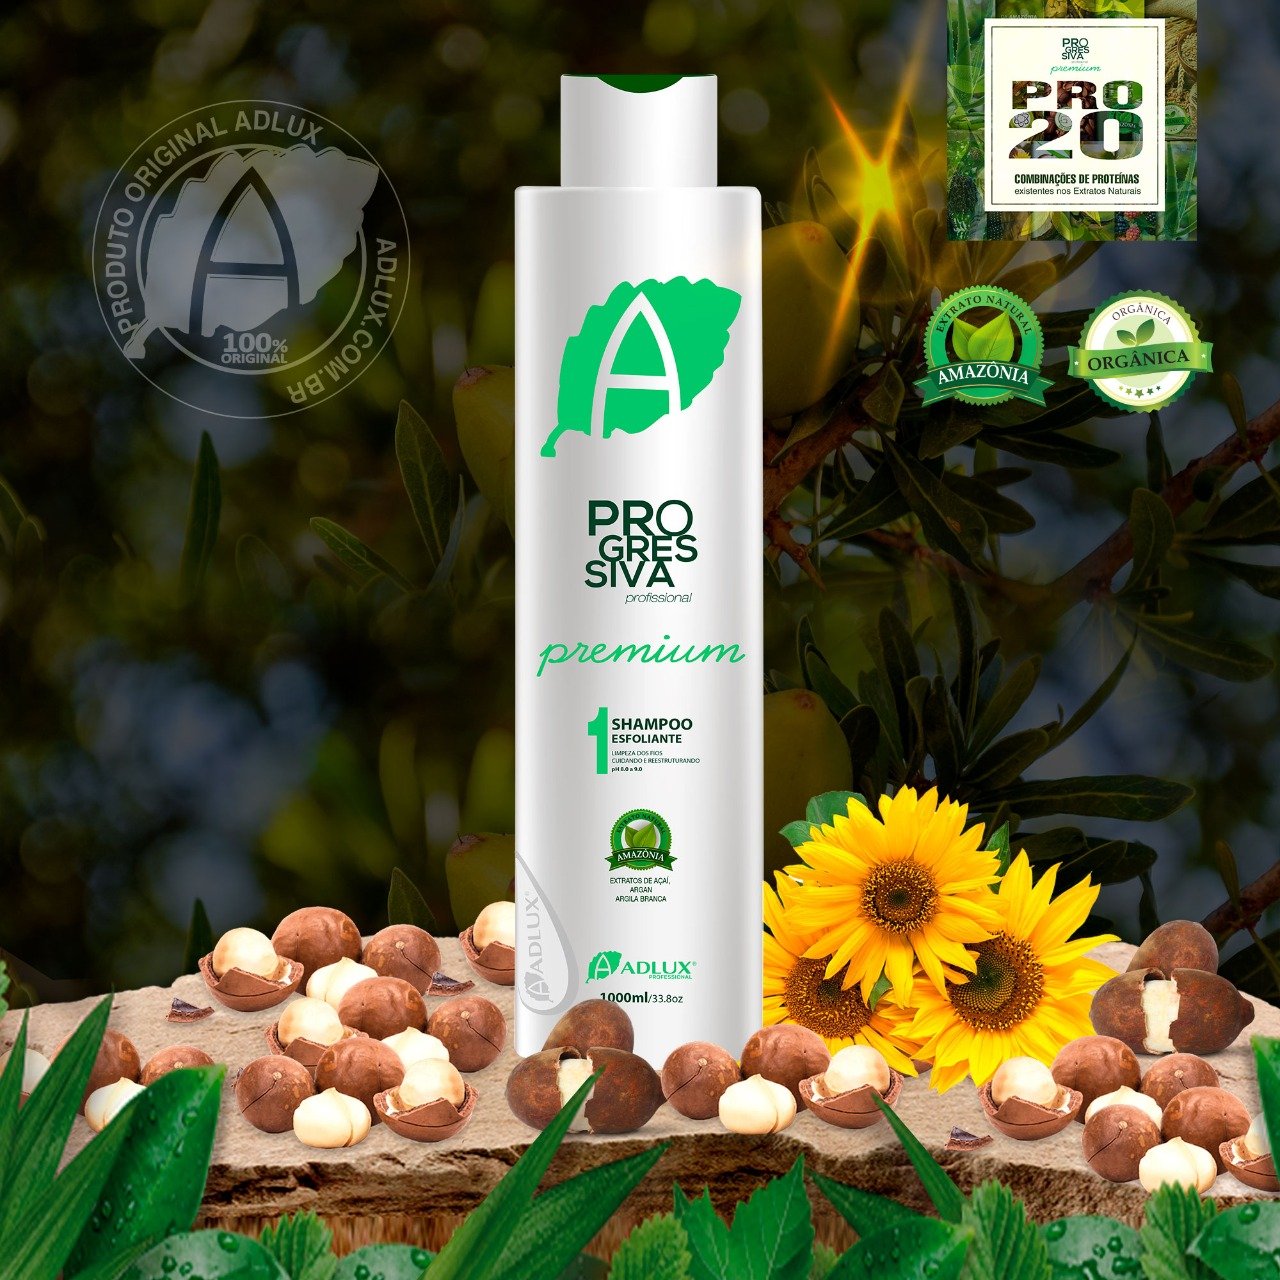 PRODUTO ORIGINAL ADLUX
ADLUX.COM.BR
A
100%
ORIGINAL
PRO
GRES
SIVA
premium
PRO
20
COMBINAÇÕES DE PROTEÍNAS
existentes nos Extratos Naturais
EXTRATO NATURAL
AMAZÔNIA
ORGÂNICA
ORGÂNICA
A
PRO
GRES
SIVA
profissional
premium
1 SHAMPOO
ESFOLIANTE
LIMPEZA DOS FIOS
CUIDANDO E REESTRUTURANDO
pH 8.0 a 9.0
EXTRATO NATURAL
AMAZÔNIA
EXTRATOS DE AÇAÍ,
ARGAN
ARGILA BRANCA
ADLUX®
A ADLUX®
PROFESSIONAL
1000ml/33.8oz